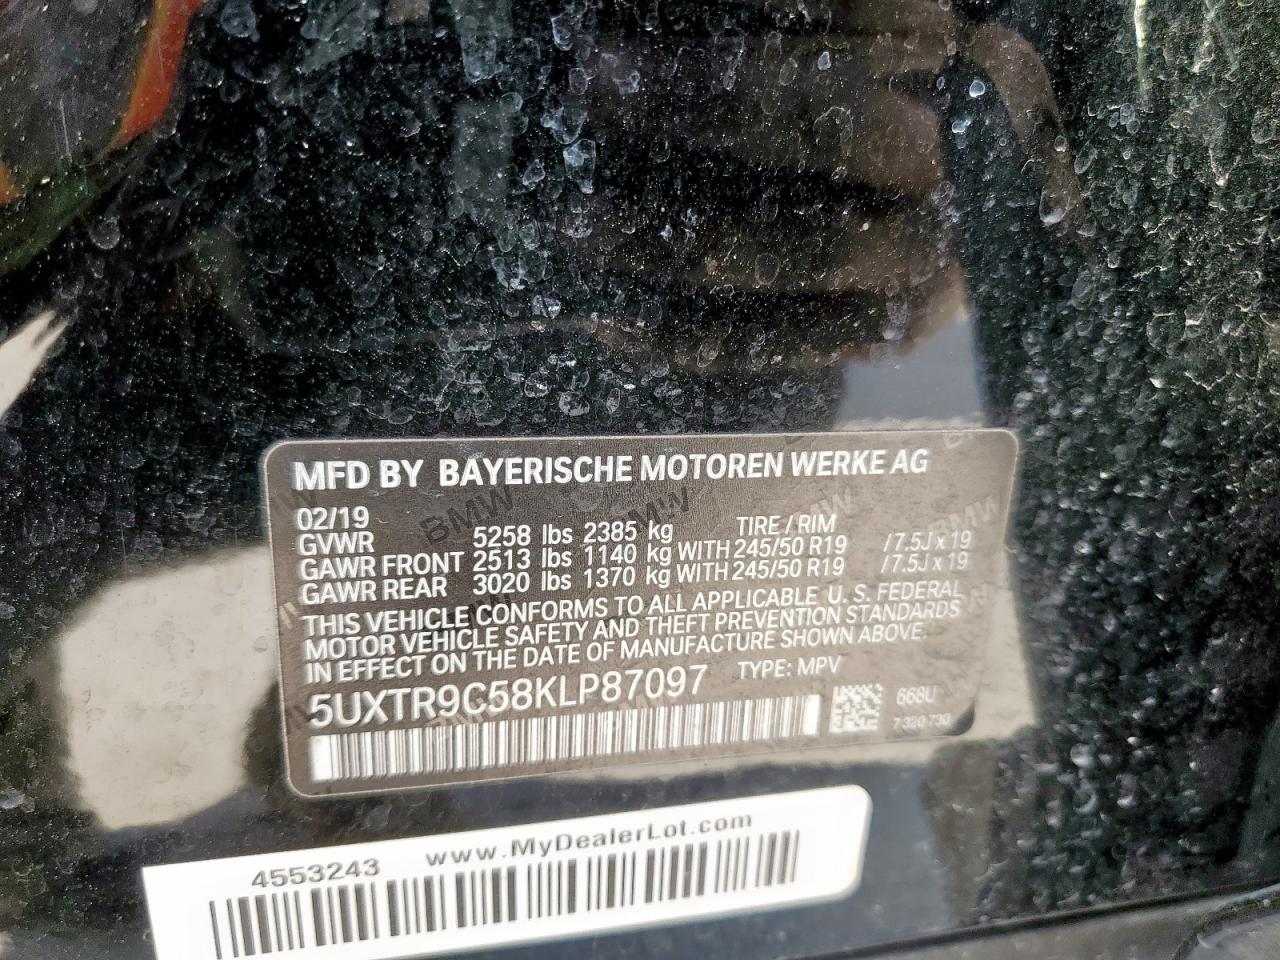 MFD BY BAYERISCHE MOTOREN WERKE AG
02/19 TIRE / RIM
GVWR 5258 lbs 2385 kg
GAWR FRONT 2513 lbs 1140 kg WITH 245/50 R19 / 7.5J x 19
GAWR REAR 3020 lbs 1370 kg WITH 245/50 R19 / 7.5J x 19
THIS VEHICLE CONFORMS TO ALL APPLICABLE U. S. FEDERAL
MOTOR VEHICLE SAFETY AND THEFT PREVENTION STANDARDS
IN EFFECT ON THE DATE OF MANUFACTURE SHOWN ABOVE.
5UXTR9C58KLP87097 TYPE: MPV
668U
7 320 730
4553243 www.MyDealerLot.com